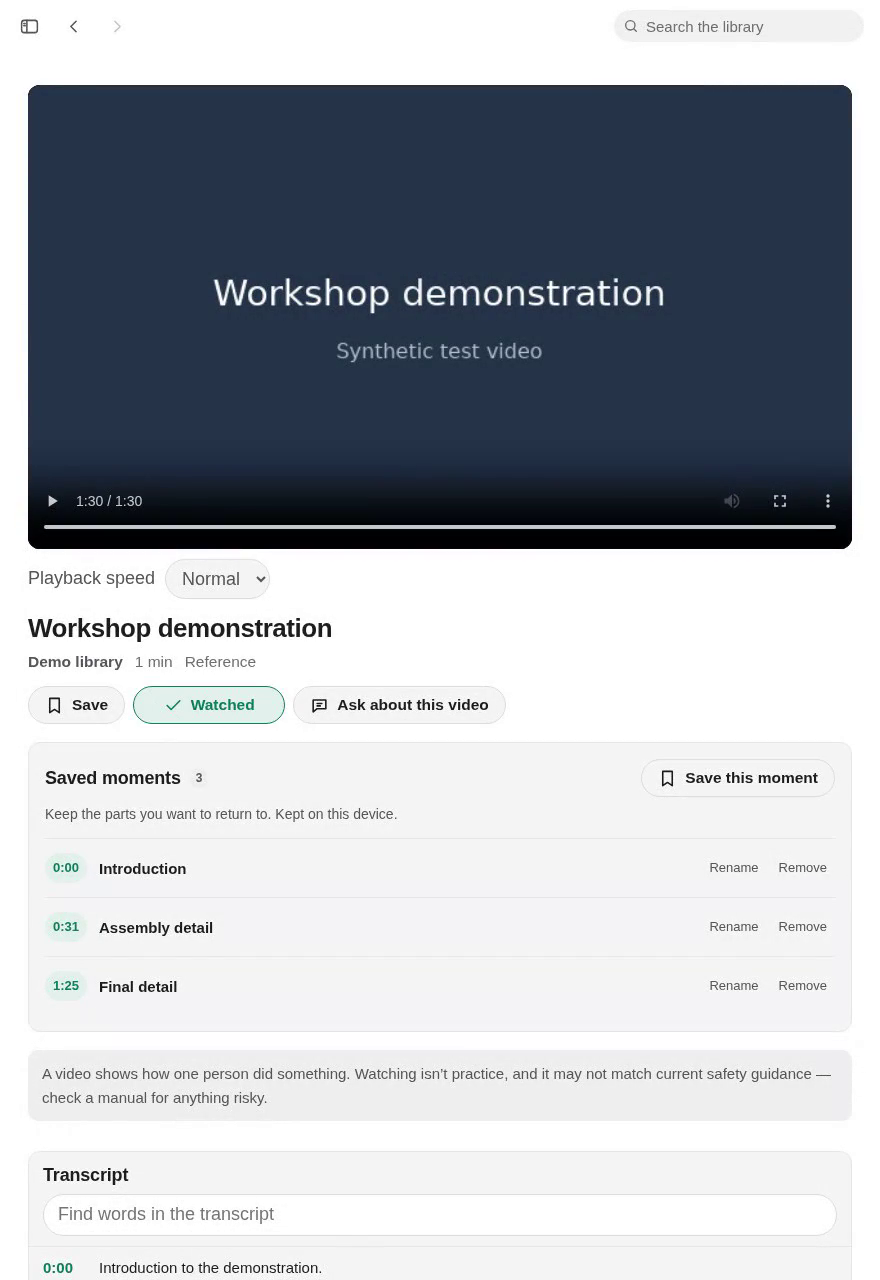 Search the library
Workshop demonstration
Synthetic test video
1:30 / 1:30
Playback speed Normal
Workshop demonstration
Demo library 1 min Reference
Save Watched Ask about this video
Saved moments 3 Save this moment
Keep the parts you want to return to. Kept on this device.
0:00 Introduction Rename Remove
0:31 Assembly detail Rename Remove
1:25 Final detail Rename Remove
A video shows how one person did something. Watching isn’t practice, and it may not match current safety guidance —
check a manual for anything risky.
Transcript
Find words in the transcript
0:00 Introduction to the demonstration.